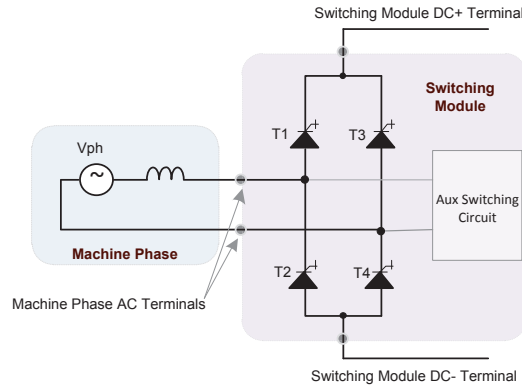 Switching Module DC+ Terminal
Switching
Module
T1
T3
Vph
~
Aux Switching
Circuit
Machine Phase
T2
T4
Machine Phase AC Terminals
Switching Module DC- Terminal